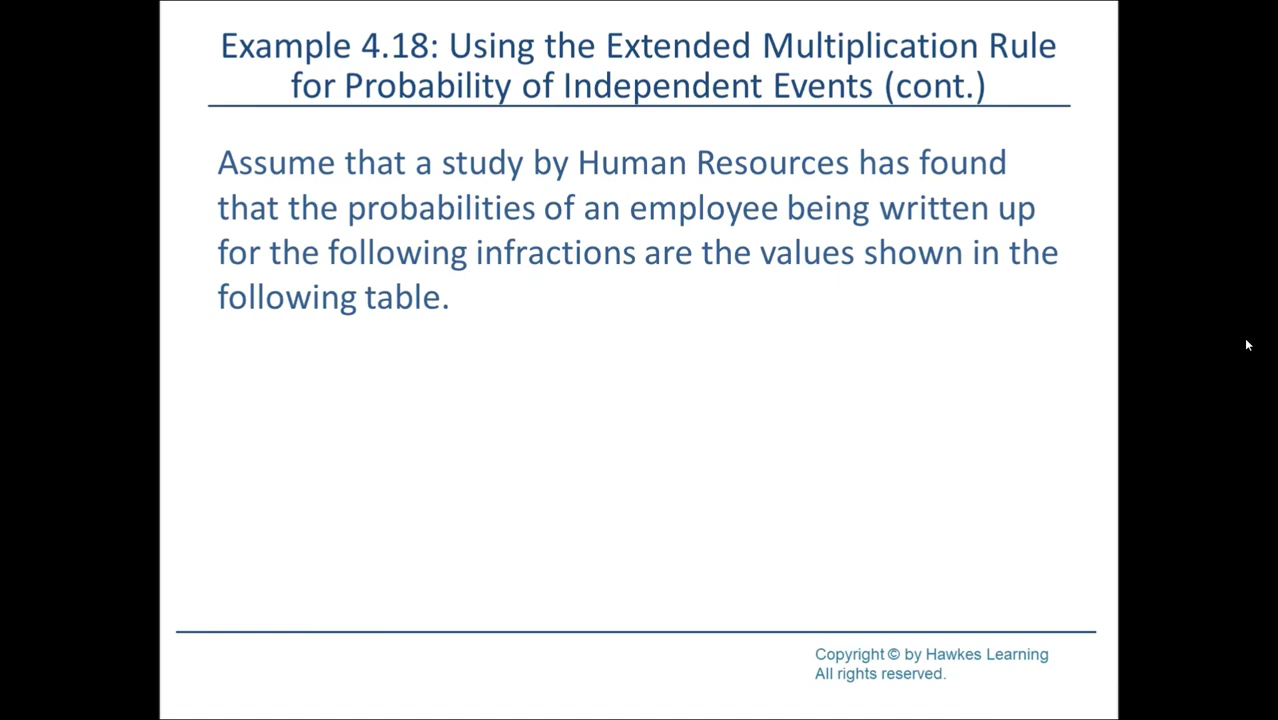 Example 4.18: Using the Extended Multiplication Rule
for Probability of Independent Events (cont.)
Assume that a study by Human Resources has found
that the probabilities of an employee being written up
for the following infractions are the values shown in the
following table.
Copyright © by Hawkes Learning
All rights reserved.